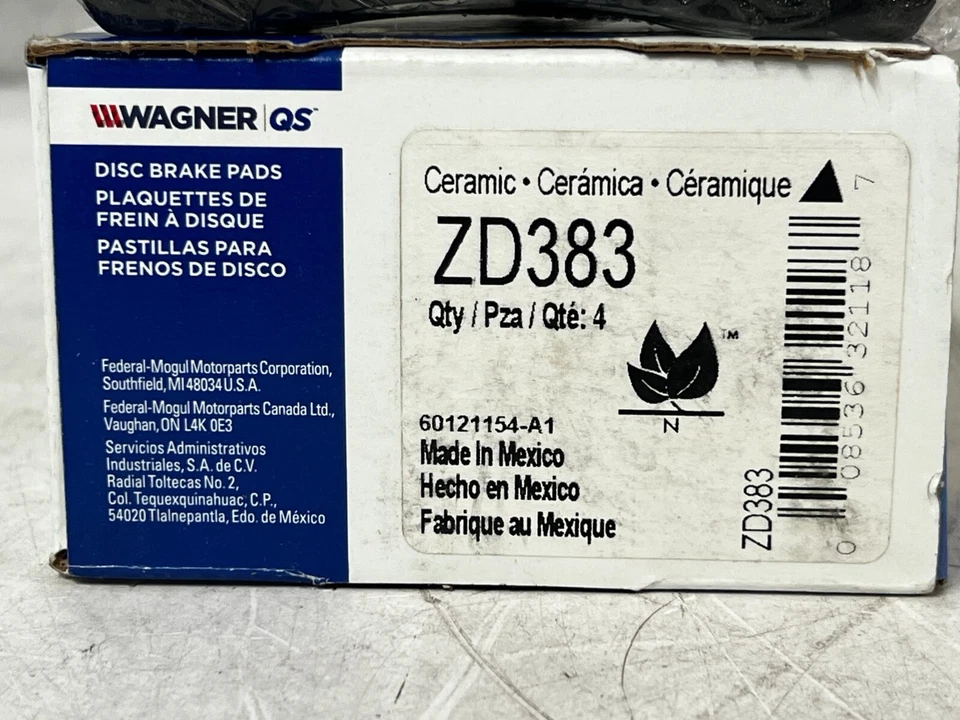 WAGNER | QS™
DISC BRAKE PADS
PLAQUETTES DE
FREIN À DISQUE
PASTILLAS PARA
FRENOS DE DISCO
Federal-Mogul Motorparts Corporation,
Southfield, MI 48034 U.S.A.
Federal-Mogul Motorparts Canada Ltd.,
Vaughan, ON L4K 0E3
Servicios Administrativos
Industriales, S.A. de C.V.
Radial Toltecas No. 2,
Col. Tequexquinahuac, C.P.,
54020 Tlalnepantla, Edo. de México
Ceramic • Cerámica • Céramique
ZD383
Qty / Pza / Qté: 4
TM
N
60121154-A1
Made In Mexico
Hecho en Mexico
Fabrique au Mexique
ZD383
0 08536 32118 7